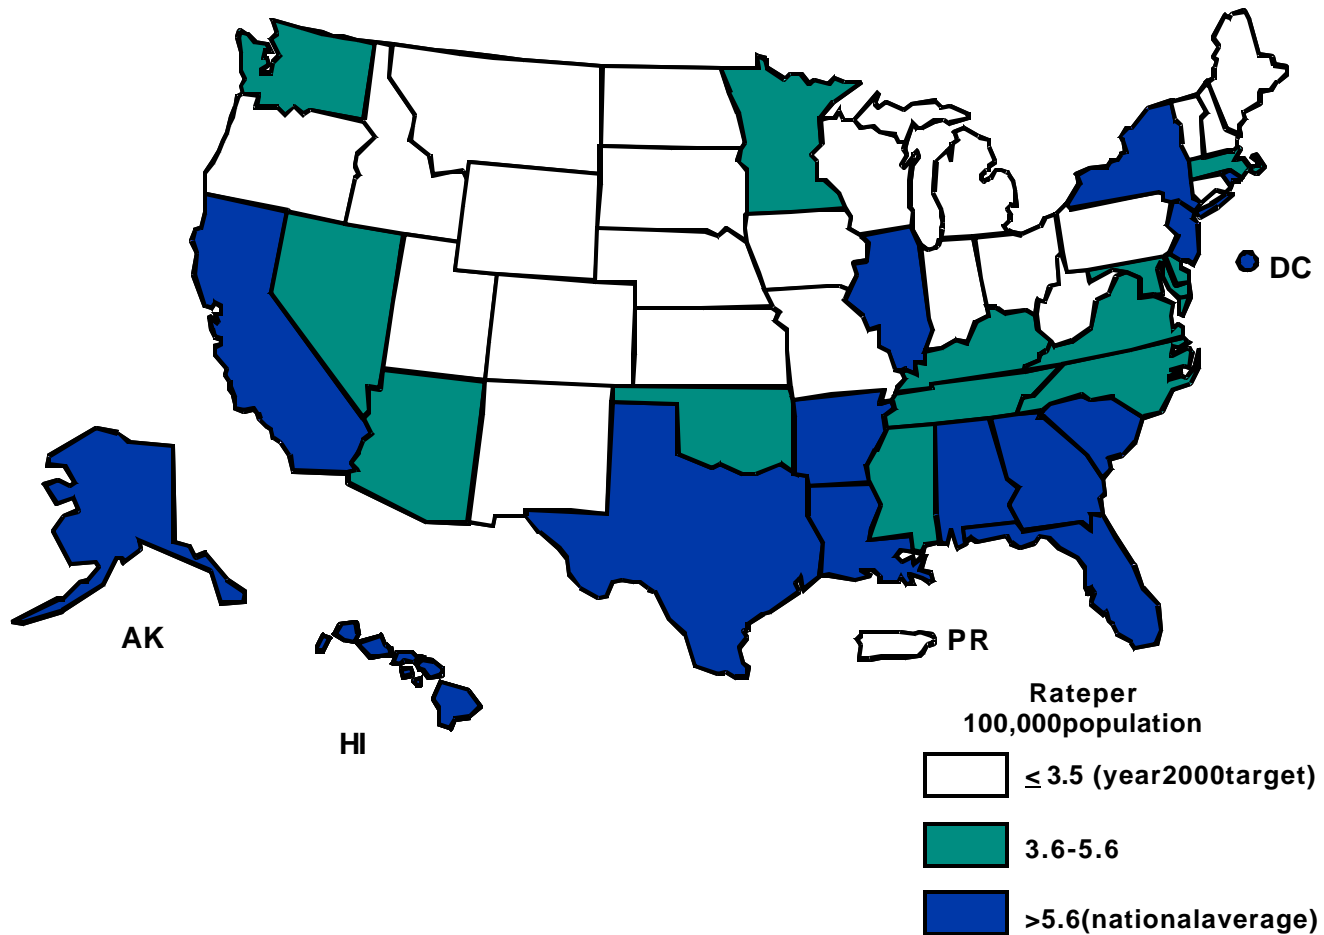 DC
AK
PR
HI
Rateper
100,000population
≤ 3.5 (year2000target)
3.6-5.6
>5.6(nationalaverage)